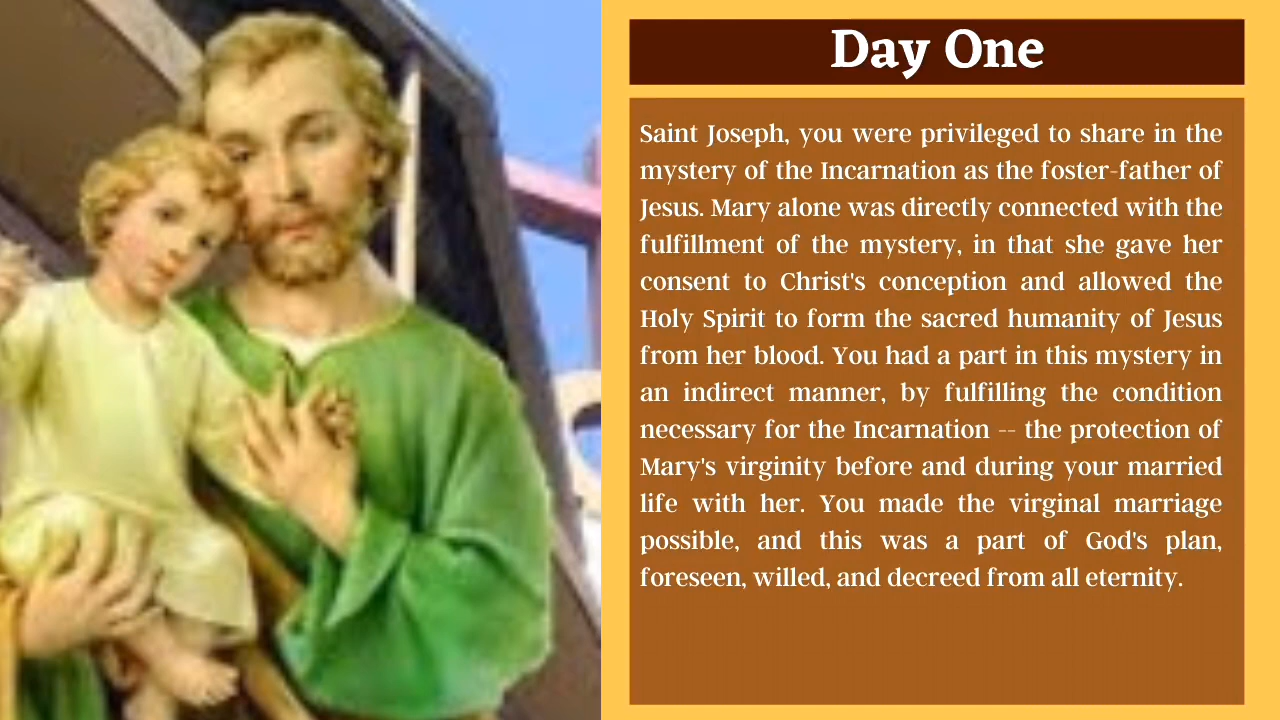 Day One
Saint Joseph, you were privileged to share in the
mystery of the Incarnation as the foster-father of
Jesus. Mary alone was directly connected with the
fulfillment of the mystery, in that she gave her
consent to Christ's conception and allowed the
Holy Spirit to form the sacred humanity of Jesus
from her blood. You had a part in this mystery in
an indirect manner, by fulfilling the condition
necessary for the Incarnation -- the protection of
Mary's virginity before and during your married
life with her. You made the virginal marriage
possible, and this was a part of God's plan,
foreseen, willed, and decreed from all eternity.